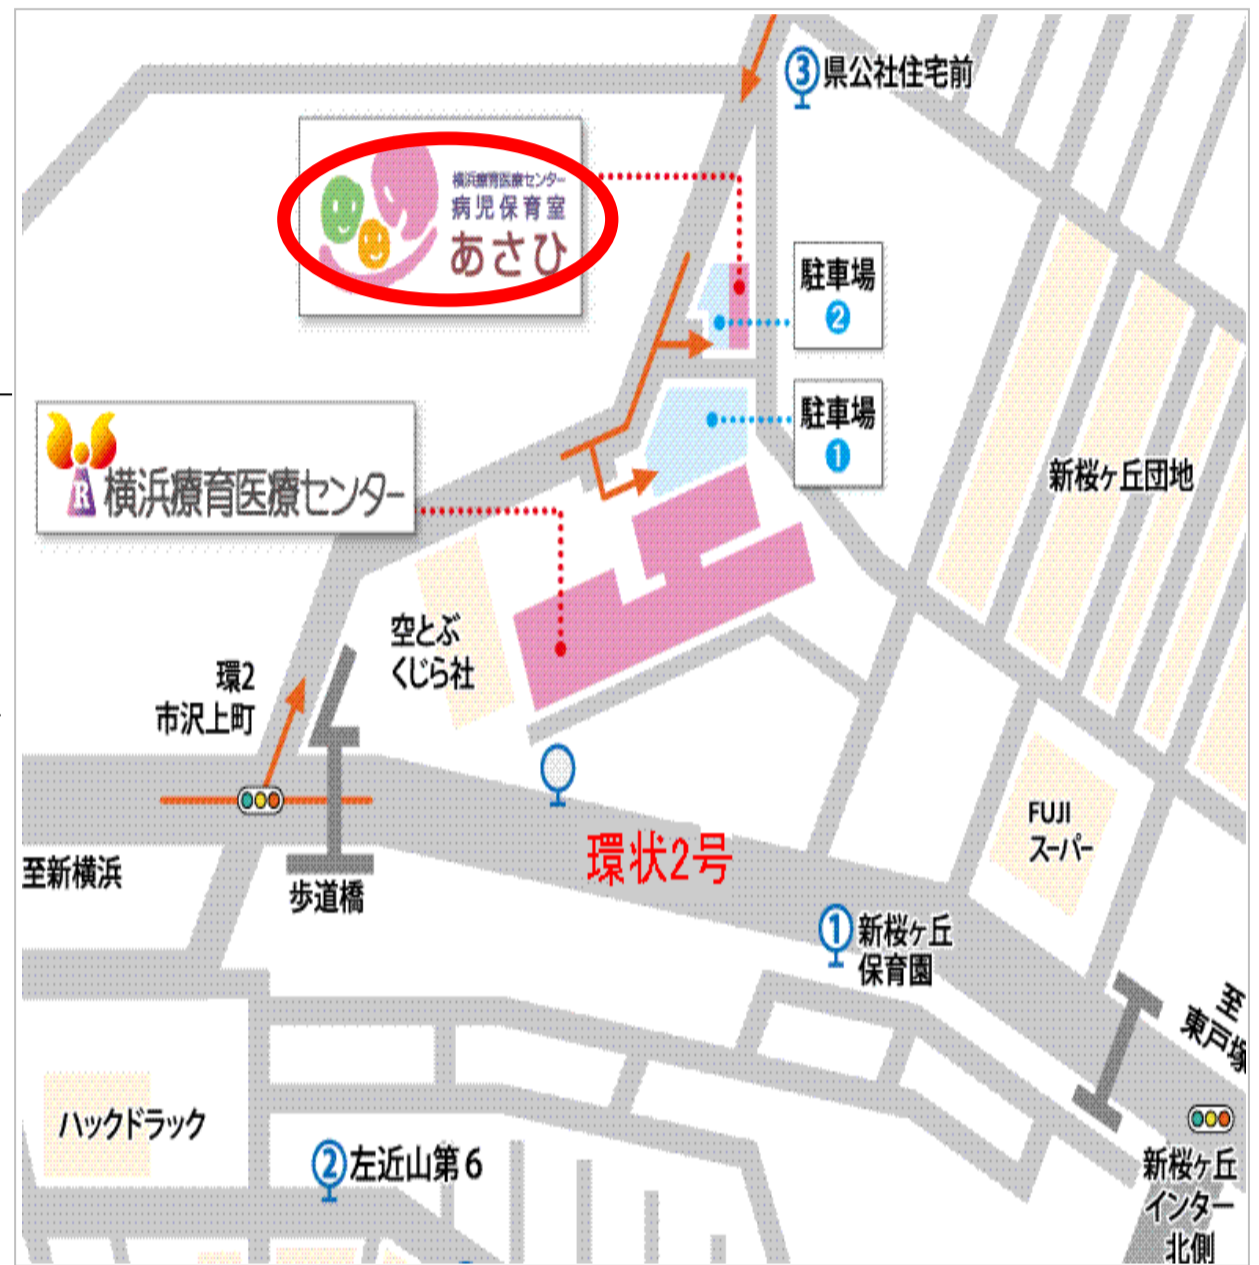 ③県公社住宅前
横浜療育医療センター
病児保育室
あさひ
駐車場
②
駐車場
①
R 横浜療育医療センター
新桜ヶ丘団地
空とぶ
くじら社
環2
市沢上町
FUJI
スーパー
環状2号
至新横浜
歩道橋
①新桜ヶ丘
保育園
至
東戸塚
ハックドラック
②左近山第6
新桜ヶ丘
インター
北側